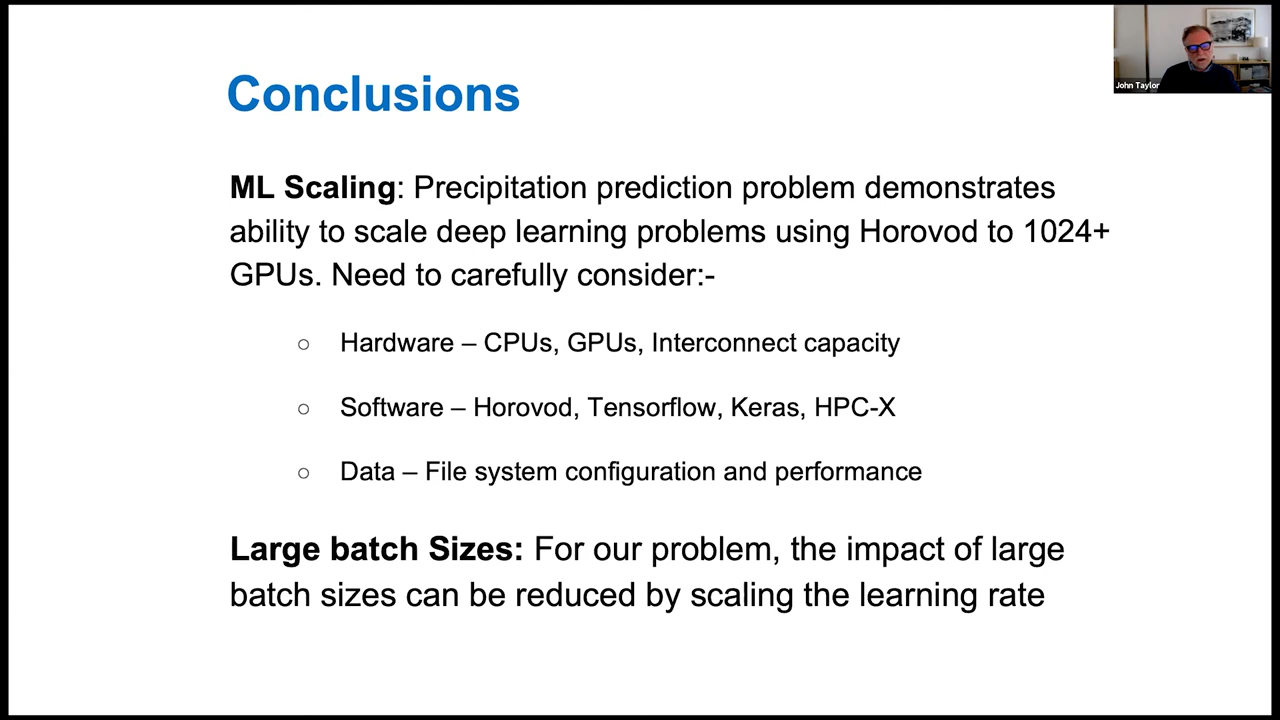 Conclusions
John Taylor
ML Scaling: Precipitation prediction problem demonstrates
ability to scale deep learning problems using Horovod to 1024+
GPUs. Need to carefully consider:-
○ Hardware – CPUs, GPUs, Interconnect capacity
○ Software – Horovod, Tensorflow, Keras, HPC-X
○ Data – File system configuration and performance
Large batch Sizes: For our problem, the impact of large
batch sizes can be reduced by scaling the learning rate